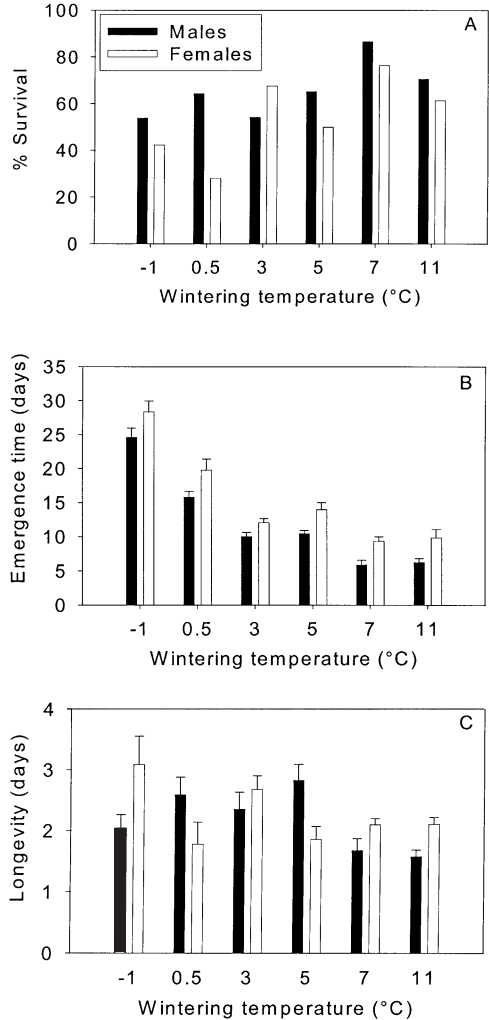 100
80
60
40
20
0
% Survival
Males
Females
A
-1 0.5 3 5 7 11
Wintering temperature (°C)
35
30
25
20
15
10
5
0
Emergence time (days)
B
-1 0.5 3 5 7 11
Wintering temperature (°C)
4
3
2
1
0
Longevity (days)
C
-1 0.5 3 5 7 11
Wintering temperature (°C)